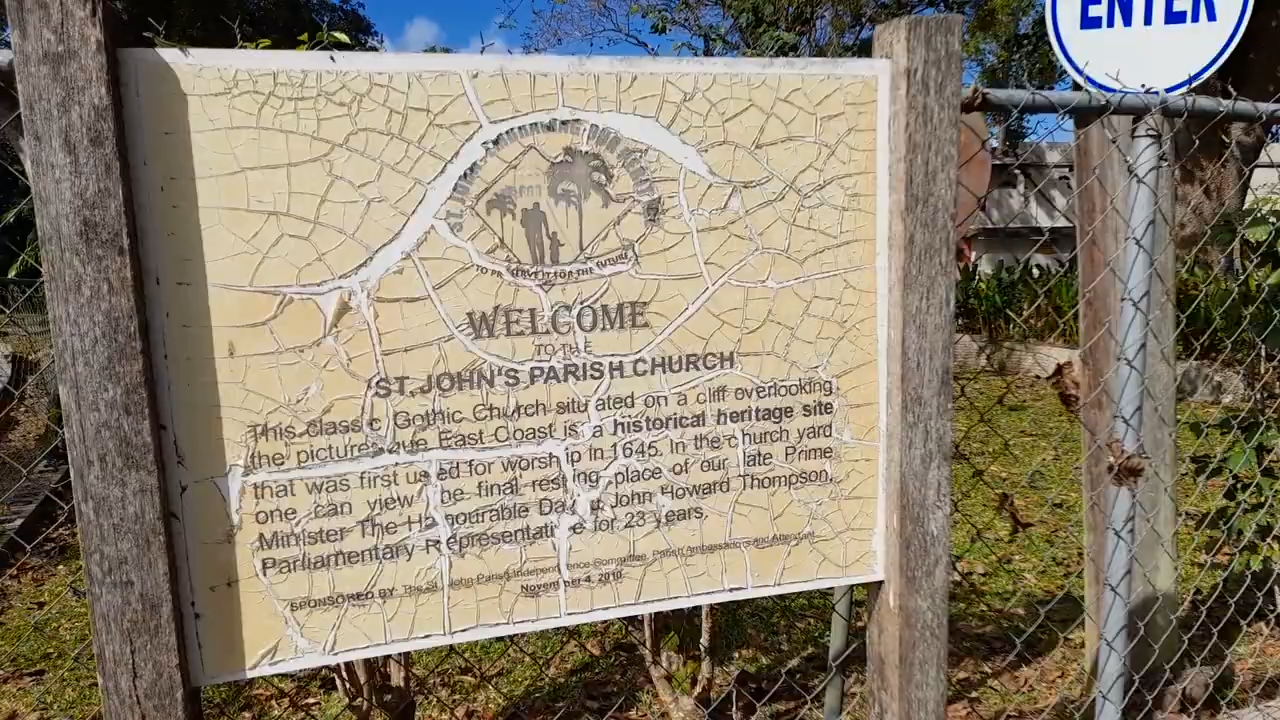 ENTER
TO PRESERVE IT FOR THE FUTURE
WELCOME
TO THE
ST. JOHN'S PARISH CHURCH
This classic Gothic Church situated on a cliff overlooking
the picturesque East Coast is a historical heritage site
that was first used for worship in 1645. In the church yard
one can view the final resting place of our late Prime
Minister The Honourable David John Howard Thompson,
Parliamentary Representative for 23 years
SPONSORED BY: The St. John Parish Independence Committee, Parish Ambassadors and Attendant
November 4, 2010